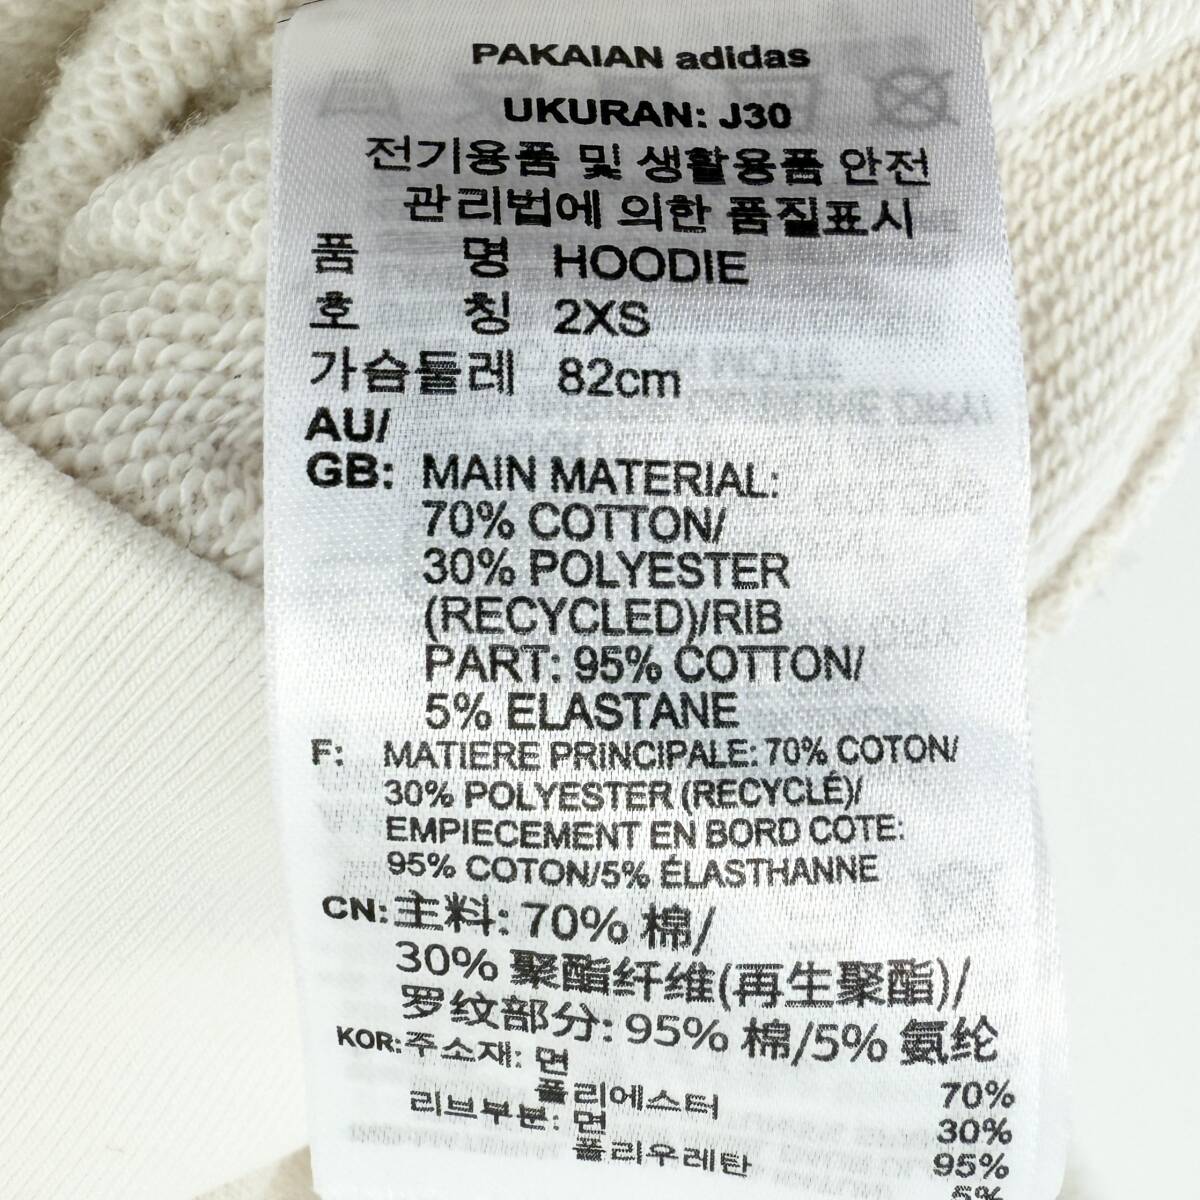 PAKAIAN adidas
UKURAN: J30
전기용품 및 생활용품 안전
관리법에 의한 품질표시
품 명 HOODIE
호 칭 2XS
가슴둘레 82cm
AU/
GB: MAIN MATERIAL:
70% COTTON/
30% POLYESTER
(RECYCLED)/RIB
PART: 95% COTTON/
5% ELASTANE
F: MATIERE PRINCIPALE: 70% COTON/
30% POLYESTER (RECYCLÉ)/
EMPIECEMENT EN BORD COTE:
95% COTON/5% ÉLASTHANNE
CN: 主料: 70% 棉/
30% 聚酯纤维(再生聚酯)/
罗纹部分: 95% 棉/5% 氨纶
KOR: 주소재: 면 70%
폴리에스터 30%
리브부분: 면 95%
폴리우레탄 5%